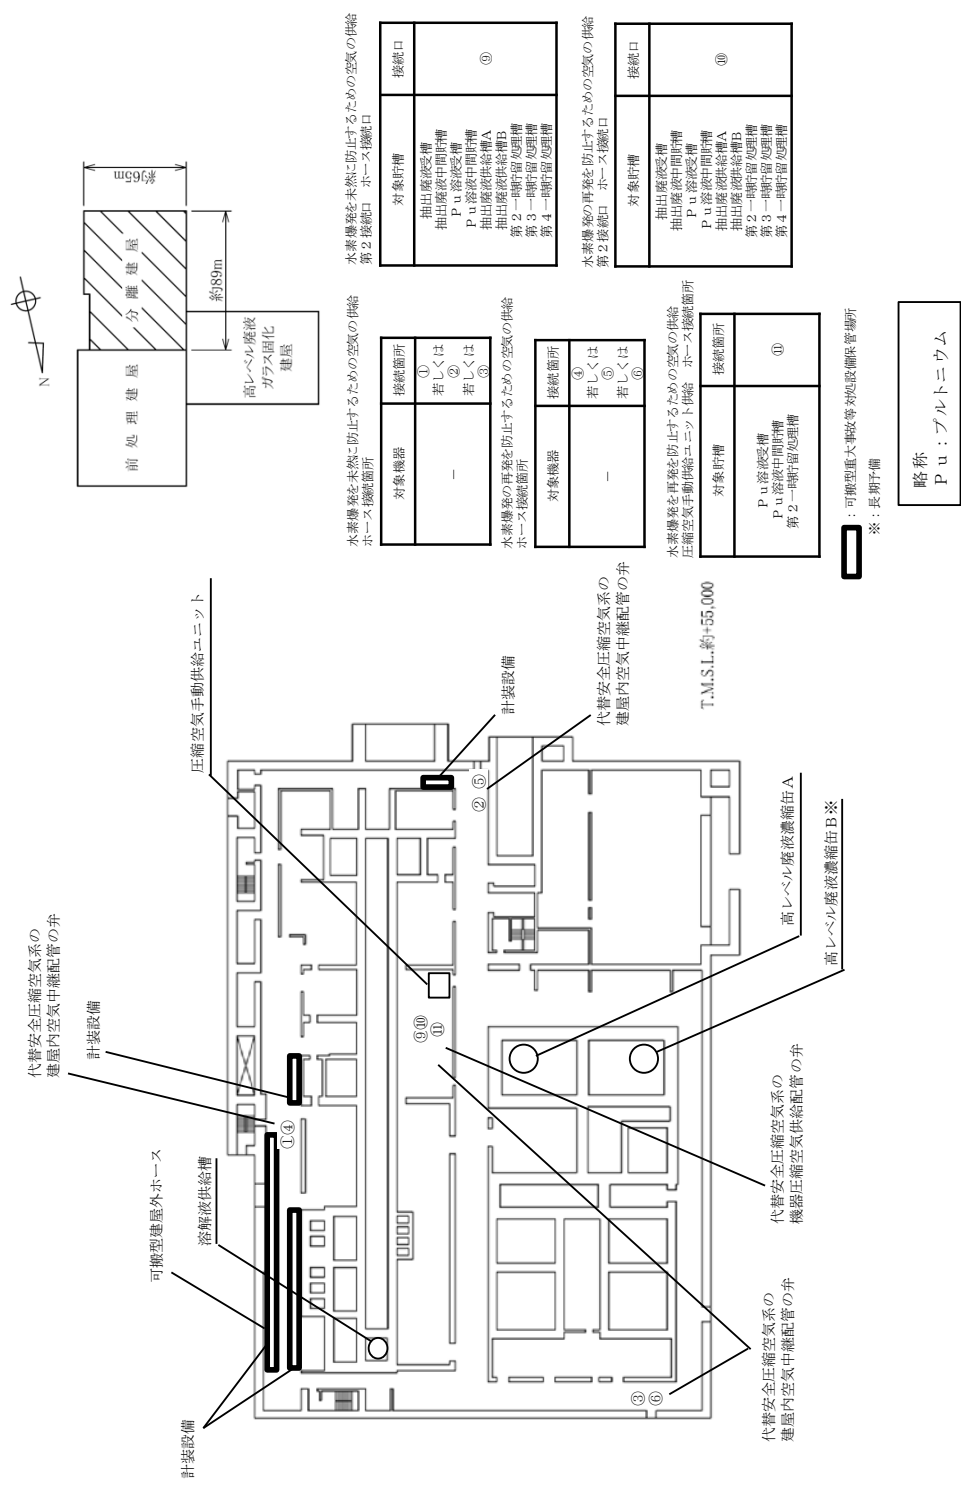 代替安全圧縮空気系の
建屋内空気中継配管の弁
計装設備
可搬型建屋外ホース
溶解液供給槽
計装設備
圧縮空気手動供給ユニット
計装設備
代替安全圧縮空気系の
建屋内空気中継配管の弁
T.M.S.L.約+55,000
高レベル廃液濃縮缶A
高レベル廃液濃縮缶B※
代替安全圧縮空気系の
機器圧縮空気供給配管の弁
代替安全圧縮空気系の
建屋内空気中継配管の弁
①④
②⑤
③
⑥
⑨⑩
⑪
N
前処理建屋
分離建屋
高レベル廃液
ガラス固化
建屋
約89m
約65m
水素爆発を未然に防止するための空気の供給
ホース接続箇所
対象機器
接続箇所
－
①
若しくは
②
若しくは
③
水素爆発の再発を防止するための空気の供給
ホース接続箇所
対象機器
接続箇所
－
④
若しくは
⑤
若しくは
⑥
水素爆発を再発を防止するための空気の供給
圧縮空気手動供給ユニット供給 ホース接続箇所
対象貯槽
接続箇所
Pu溶液受槽
Pu溶液中間貯槽
第2一時貯留処理槽
⑪
水素爆発を未然に防止するための空気の供給
第2接続口 ホース接続口
対象貯槽
接続口
抽出廃液受槽
抽出廃液中間貯槽
Pu溶液受槽
Pu溶液中間貯槽
抽出廃液供給槽A
抽出廃液供給槽B
第2一時貯留処理槽
第3一時貯留処理槽
第4一時貯留処理槽
⑨
水素爆発の再発を防止するための空気の供給
第2接続口 ホース接続口
対象貯槽
接続口
抽出廃液受槽
抽出廃液中間貯槽
Pu溶液受槽
Pu溶液中間貯槽
抽出廃液供給槽A
抽出廃液供給槽B
第2一時貯留処理槽
第3一時貯留処理槽
第4一時貯留処理槽
⑩
：可搬型重大事故等対処設備保管場所
※：長期予備
略称
Pu：プルトニウム